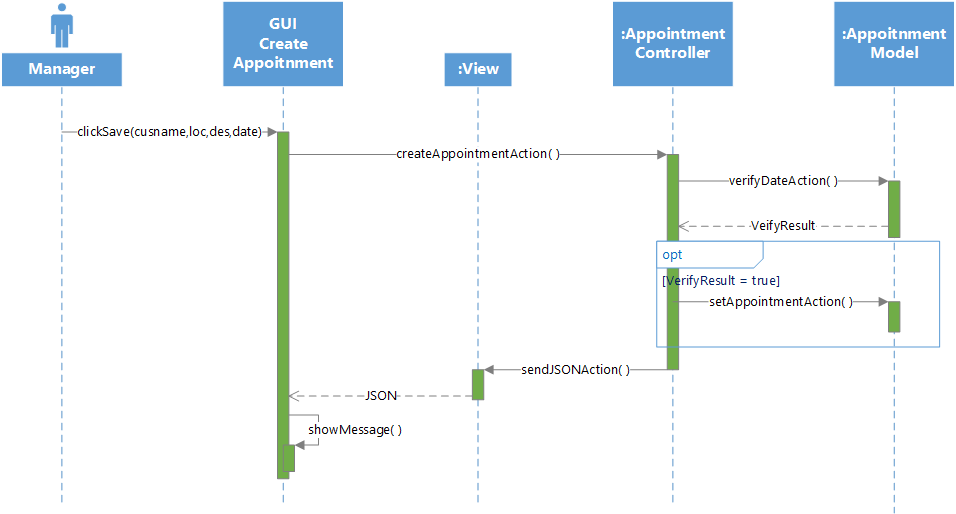 Manager
GUI
Create
Appoitnment
:View
:Appointment
Controller
:Appoitnment
Model
clickSave(cusname,loc,des,date)
createAppointmentAction( )
verifyDateAction( )
VeifyResult
opt
[VerifyResult = true]
setAppointmentAction( )
sendJSONAction( )
JSON
showMessage( )